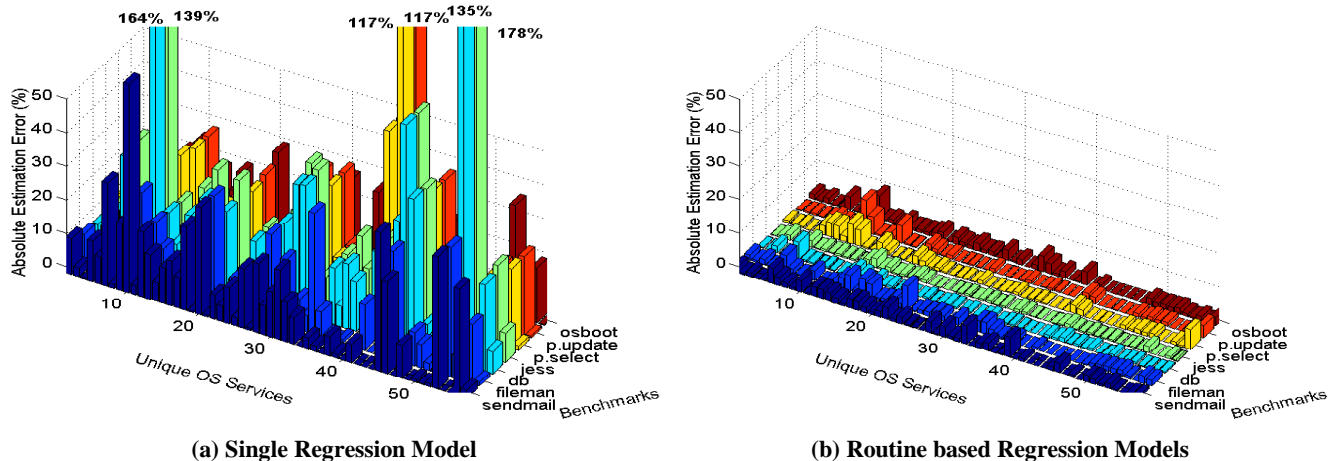 164%
139%
117%
117%
135%
178%
Absolute Estimation Error (%)
50
40
30
20
10
0
10
20
30
40
50
Unique OS Services
osboot
p.update
p.select
jess
db
fileman
sendmail
Benchmarks
(a) Single Regression Model
Absolute Estimation Error (%)
50
40
30
20
10
0
10
20
30
40
50
Unique OS Services
osboot
p.update
p.select
jess
db
fileman
sendmail
Benchmarks
(b) Routine based Regression Models